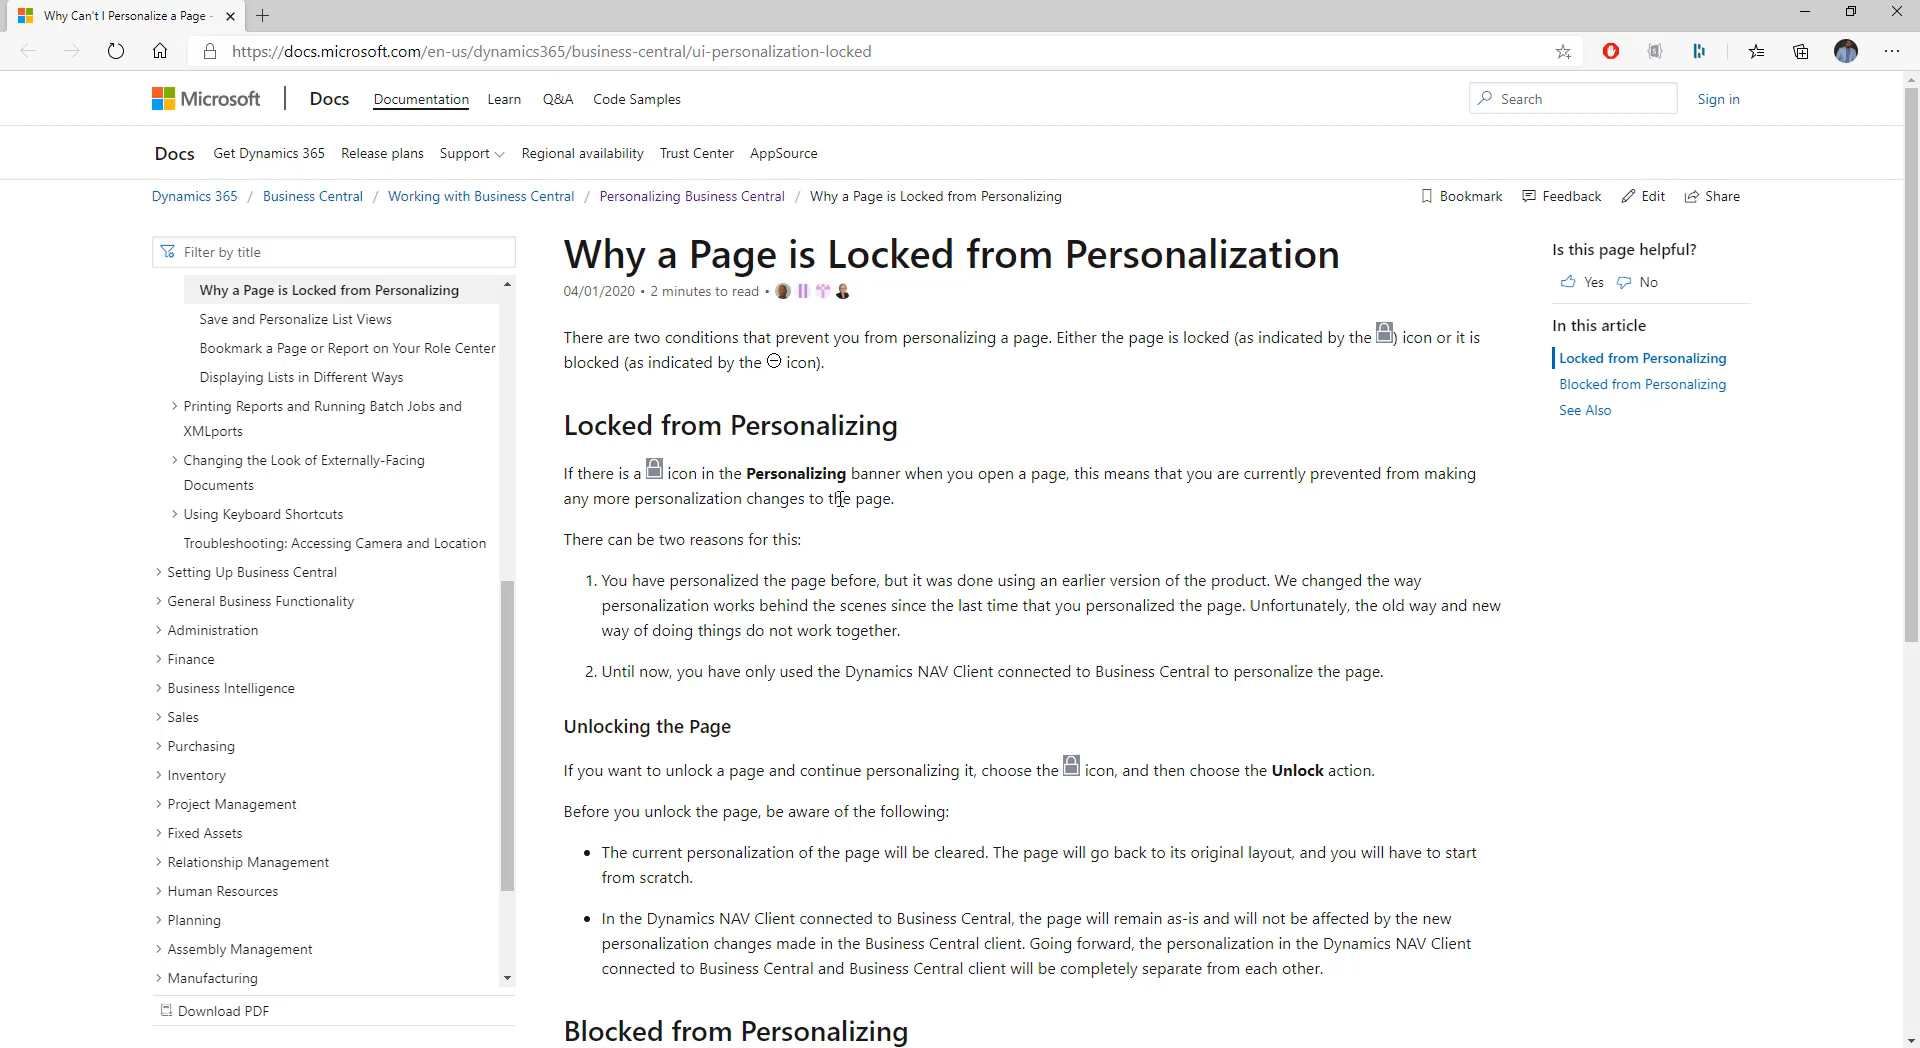 Why Can't I Personalize a Page -
https://docs.microsoft.com/en-us/dynamics365/business-central/ui-personalization-locked
Microsoft
Docs
Documentation
Learn
Q&A
Code Samples
Search
Sign in
Docs
Get Dynamics 365
Release plans
Support
Regional availability
Trust Center
AppSource
Dynamics 365 / Business Central / Working with Business Central / Personalizing Business Central / Why a Page is Locked from Personalizing
Bookmark
Feedback
Edit
Share
Filter by title
Why a Page is Locked from Personalizing
Save and Personalize List Views
Bookmark a Page or Report on Your Role Center
Displaying Lists in Different Ways
Printing Reports and Running Batch Jobs and
XMLports
Changing the Look of Externally-Facing
Documents
Using Keyboard Shortcuts
Troubleshooting: Accessing Camera and Location
Setting Up Business Central
General Business Functionality
Administration
Finance
Business Intelligence
Sales
Purchasing
Inventory
Project Management
Fixed Assets
Relationship Management
Human Resources
Planning
Assembly Management
Manufacturing
Download PDF
Why a Page is Locked from Personalization
04/01/2020 • 2 minutes to read •
There are two conditions that prevent you from personalizing a page. Either the page is locked (as indicated by the ) icon or it is
blocked (as indicated by the icon).
Locked from Personalizing
If there is a icon in the Personalizing banner when you open a page, this means that you are currently prevented from making
any more personalization changes to the page.
There can be two reasons for this:
1. You have personalized the page before, but it was done using an earlier version of the product. We changed the way
personalization works behind the scenes since the last time that you personalized the page. Unfortunately, the old way and new
way of doing things do not work together.
2. Until now, you have only used the Dynamics NAV Client connected to Business Central to personalize the page.
Unlocking the Page
If you want to unlock a page and continue personalizing it, choose the icon, and then choose the Unlock action.
Before you unlock the page, be aware of the following:
• The current personalization of the page will be cleared. The page will go back to its original layout, and you will have to start
from scratch.
• In the Dynamics NAV Client connected to Business Central, the page will remain as-is and will not be affected by the new
personalization changes made in the Business Central client. Going forward, the personalization in the Dynamics NAV Client
connected to Business Central and Business Central client will be completely separate from each other.
Blocked from Personalizing
Is this page helpful?
Yes
No
In this article
Locked from Personalizing
Blocked from Personalizing
See Also